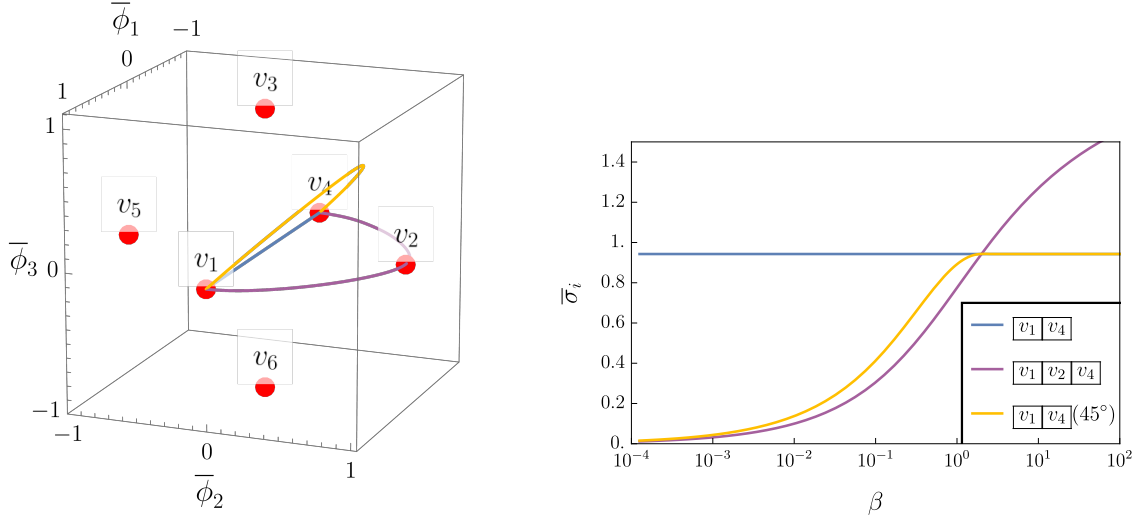 ϕ̅₁
−1
0
1
1
v₃
v₄
v₅
v₂
v₁
ϕ̅₃
0
v₆
−1
−1
0
1
ϕ̅₂
1.4
1.2
1.
0.8
0.6
0.4
0.2
0.
σ̅ᵢ
10⁻⁴
10⁻³
10⁻²
10⁻¹
10⁰
10¹
10²
β
v₁ v₄
v₁ v₂ v₄
v₁ v₄ (45°)